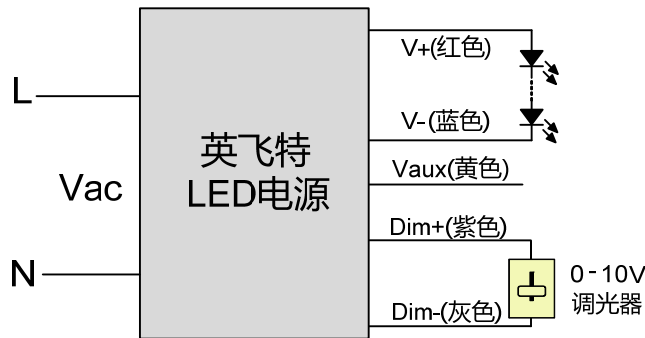 V+(红色)
L
V-(蓝色)
英飞特
LED电源
Vaux(黄色)
Vac
Dim+(紫色)
N
0-10V
调光器
Dim-(灰色)